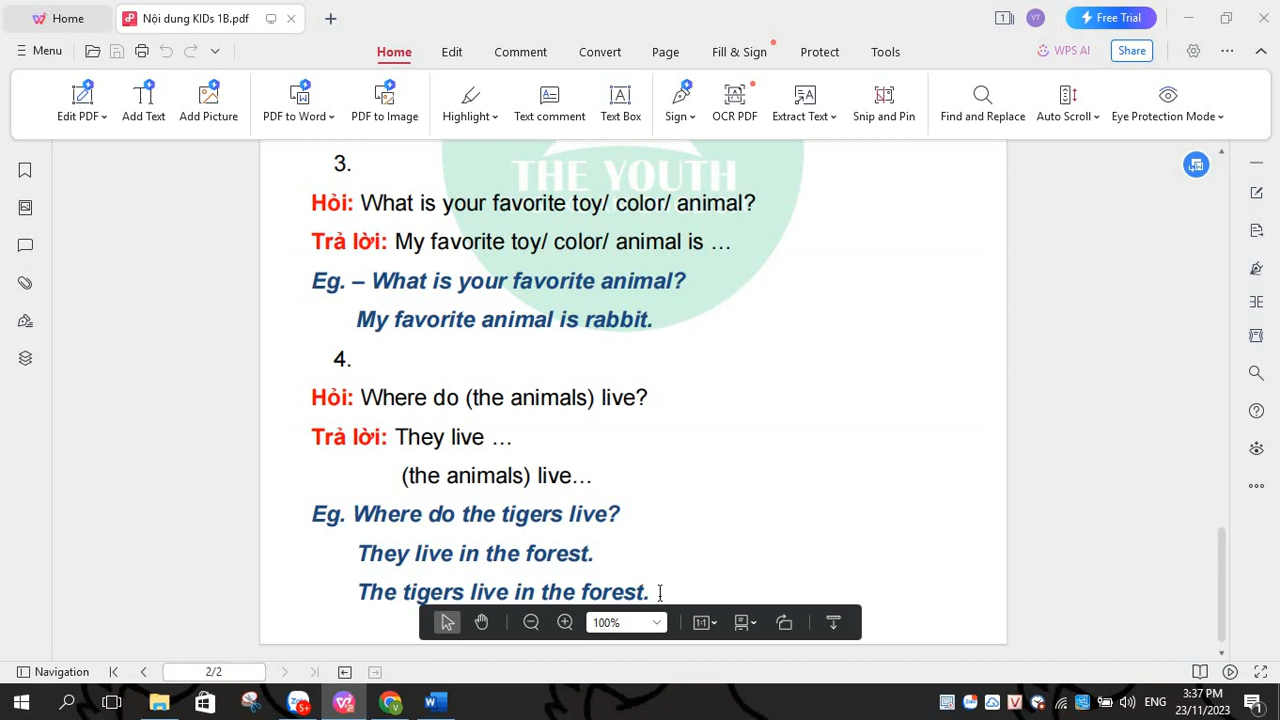 Home
Nội dung KIDs 1B.pdf
1
VT
Free Trial
Menu
Home
Edit
Comment
Convert
Page
Fill & Sign
Protect
Tools
WPS AI
Share
Edit PDF
Add Text
Add Picture
PDF to Word
PDF to Image
Highlight
Text comment
Text Box
Sign
OCR PDF
Extract Text
Snip and Pin
Find and Replace
Auto Scroll
Eye Protection Mode
THE YOUTH
3.
Hỏi: What is your favorite toy/ color/ animal?
Trả lời: My favorite toy/ color/ animal is …
Eg. – What is your favorite animal?
My favorite animal is rabbit.
4.
Hỏi: Where do (the animals) live?
Trả lời: They live …
(the animals) live…
Eg. Where do the tigers live?
They live in the forest.
The tigers live in the forest.
100%
1:1
Navigation
2/2
5+
ENG
3:37 PM
23/11/2023
1